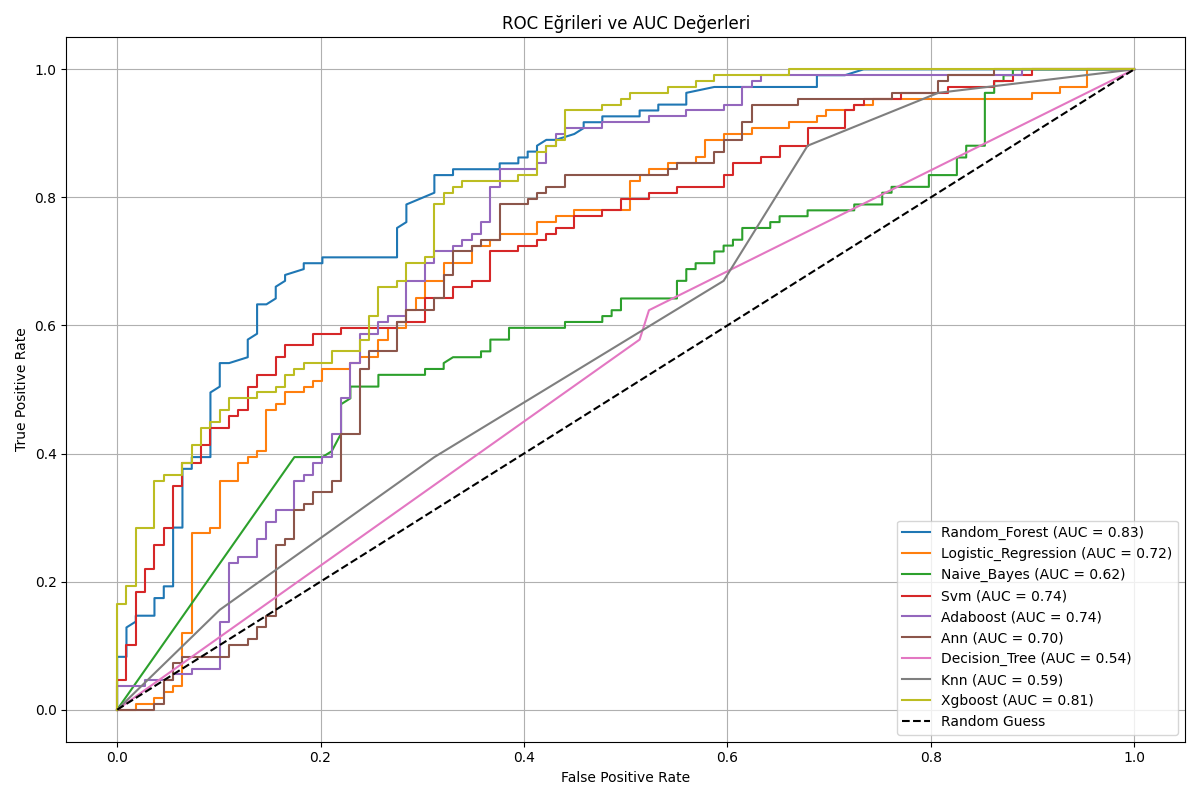 ROC Eğrileri ve AUC Değerleri
True Positive Rate
1.0
0.8
0.6
0.4
0.2
0.0
0.0 0.2 0.4 0.6 0.8 1.0
False Positive Rate
Random_Forest (AUC = 0.83)
Logistic_Regression (AUC = 0.72)
Naive_Bayes (AUC = 0.62)
Svm (AUC = 0.74)
Adaboost (AUC = 0.74)
Ann (AUC = 0.70)
Decision_Tree (AUC = 0.54)
Knn (AUC = 0.59)
Xgboost (AUC = 0.81)
Random Guess